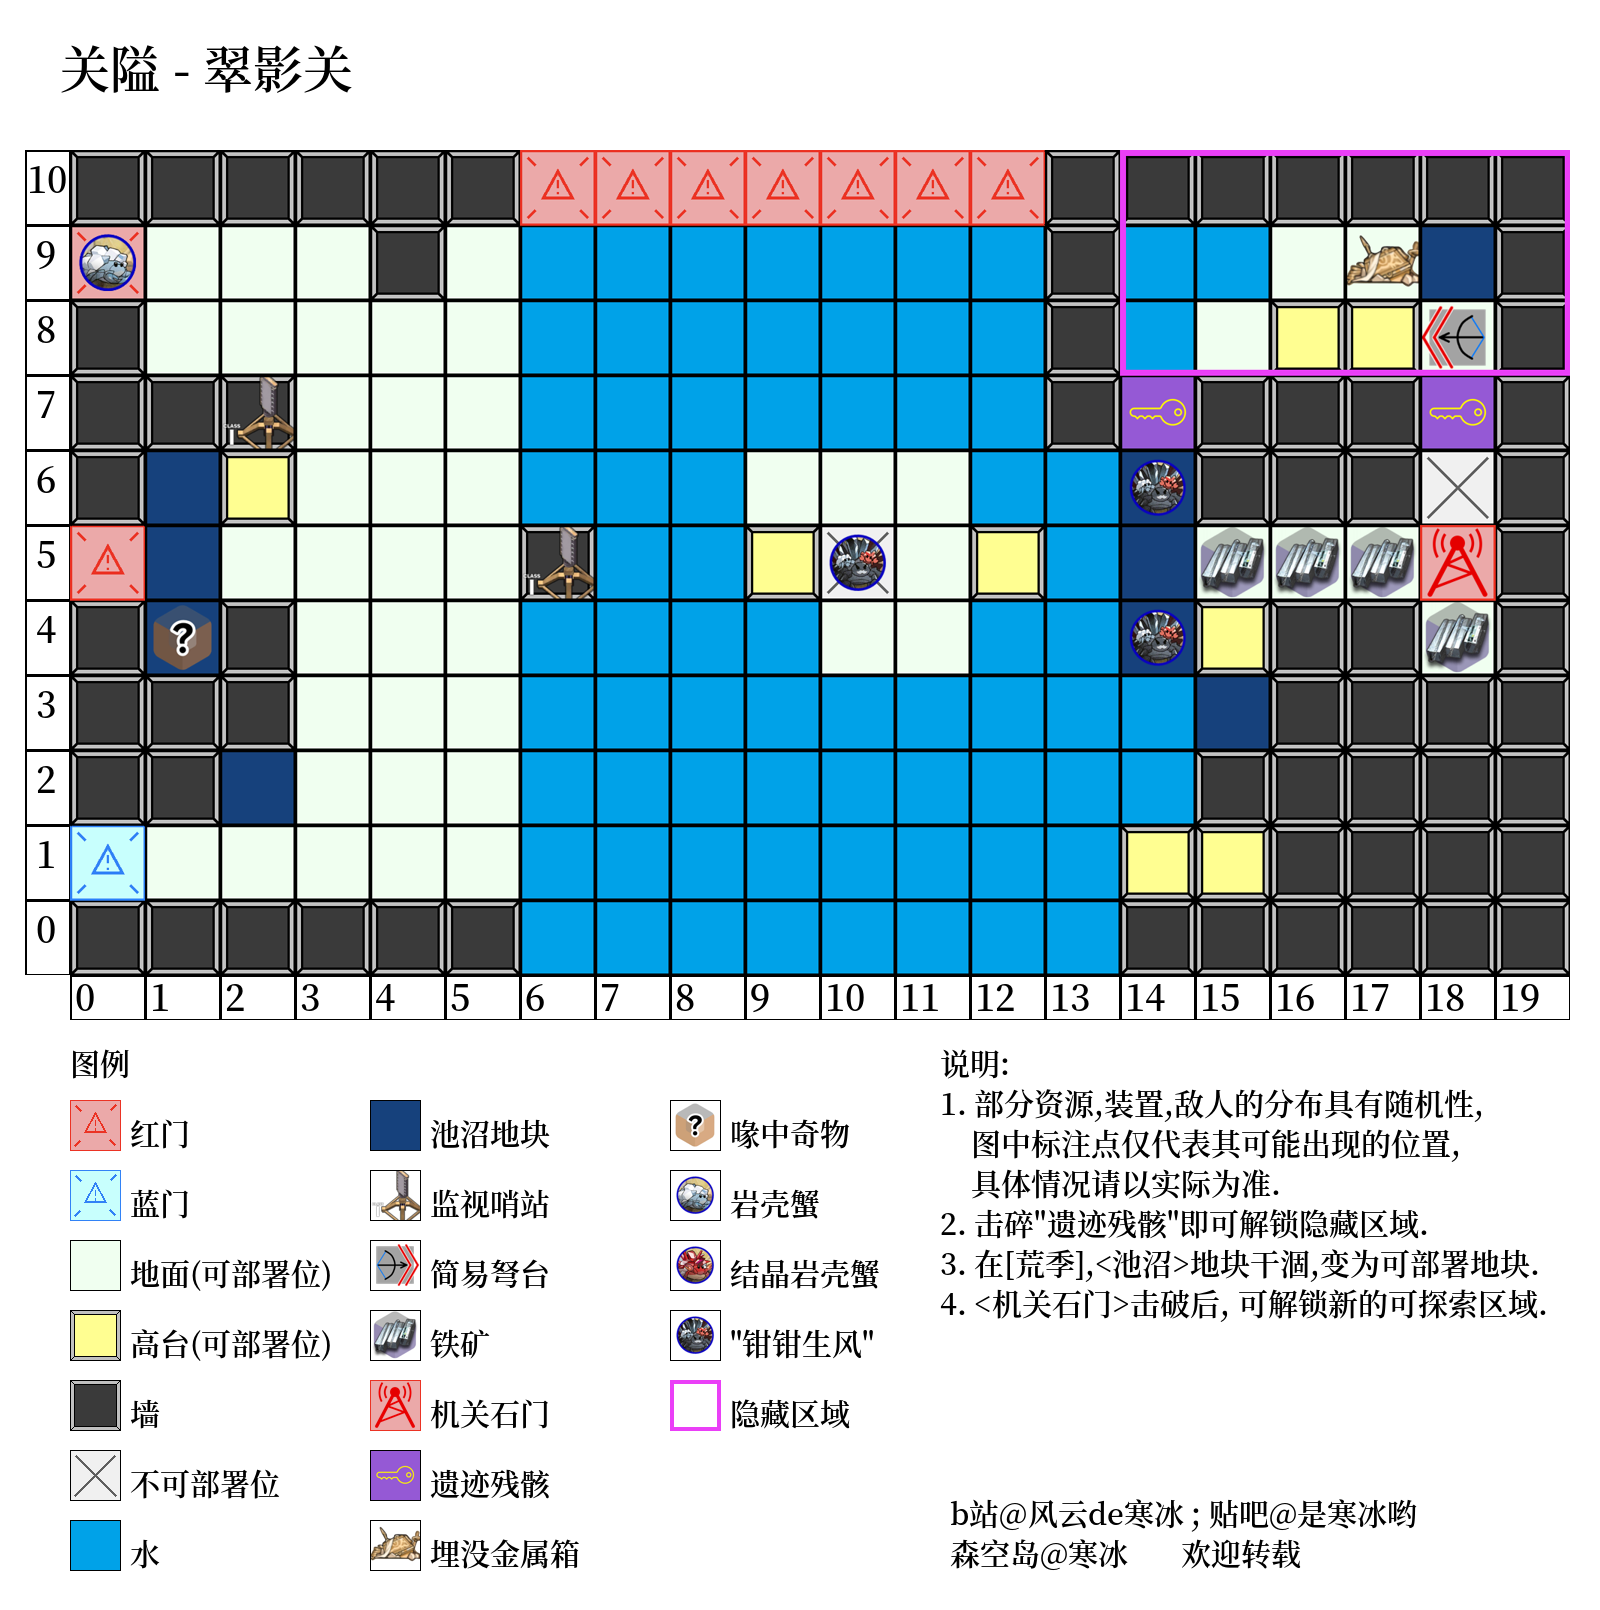 关隘 - 翠影关
10
9
8
7
CLASS
I
6
5
CLASS
I
4
?
3
2
1
0
0 1 2 3 4 5 6 7 8 9 10 11 12 13 14 15 16 17 18 19
图例
红门
蓝门
地面(可部署位)
高台(可部署位)
墙
不可部署位
水
池沼地块
监视哨站
简易弩台
铁矿
机关石门
遗迹残骸
埋没金属箱
?
喙中奇物
岩壳蟹
结晶岩壳蟹
"钳钳生风"
隐藏区域
说明:
1. 部分资源,装置,敌人的分布具有随机性,
图中标注点仅代表其可能出现的位置,
具体情况请以实际为准.
2. 击碎"遗迹残骸"即可解锁隐藏区域.
3. 在[荒季],<池沼>地块干涸,变为可部署地块.
4. <机关石门>击破后, 可解锁新的可探索区域.
b站@风云de寒冰 ; 贴吧@是寒冰哟
森空岛@寒冰 欢迎转载